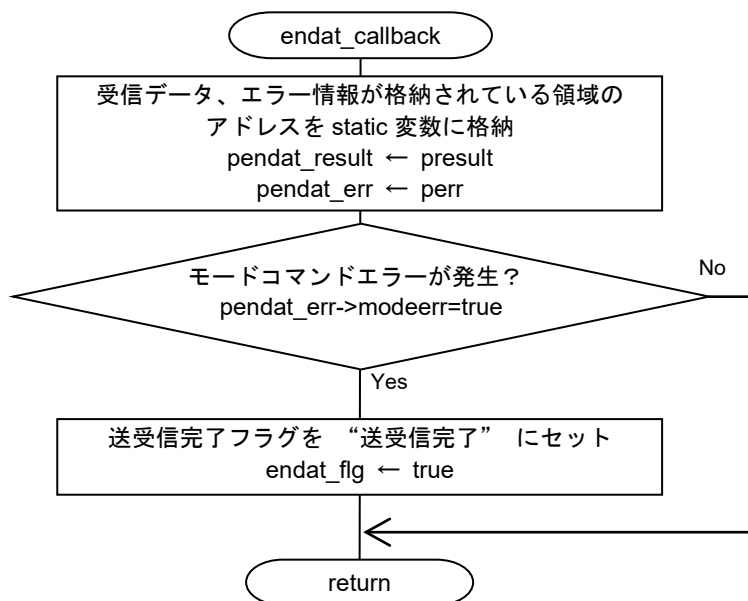 endat_callback
受信データ、エラー情報が格納されている領域の
アドレスを static 変数に格納
pendat_result ← presult
pendat_err ← perr
モードコマンドエラーが発生？
pendat_err->modeerr=true
No
Yes
送受信完了フラグを “送受信完了” にセット
endat_flg ← true
return